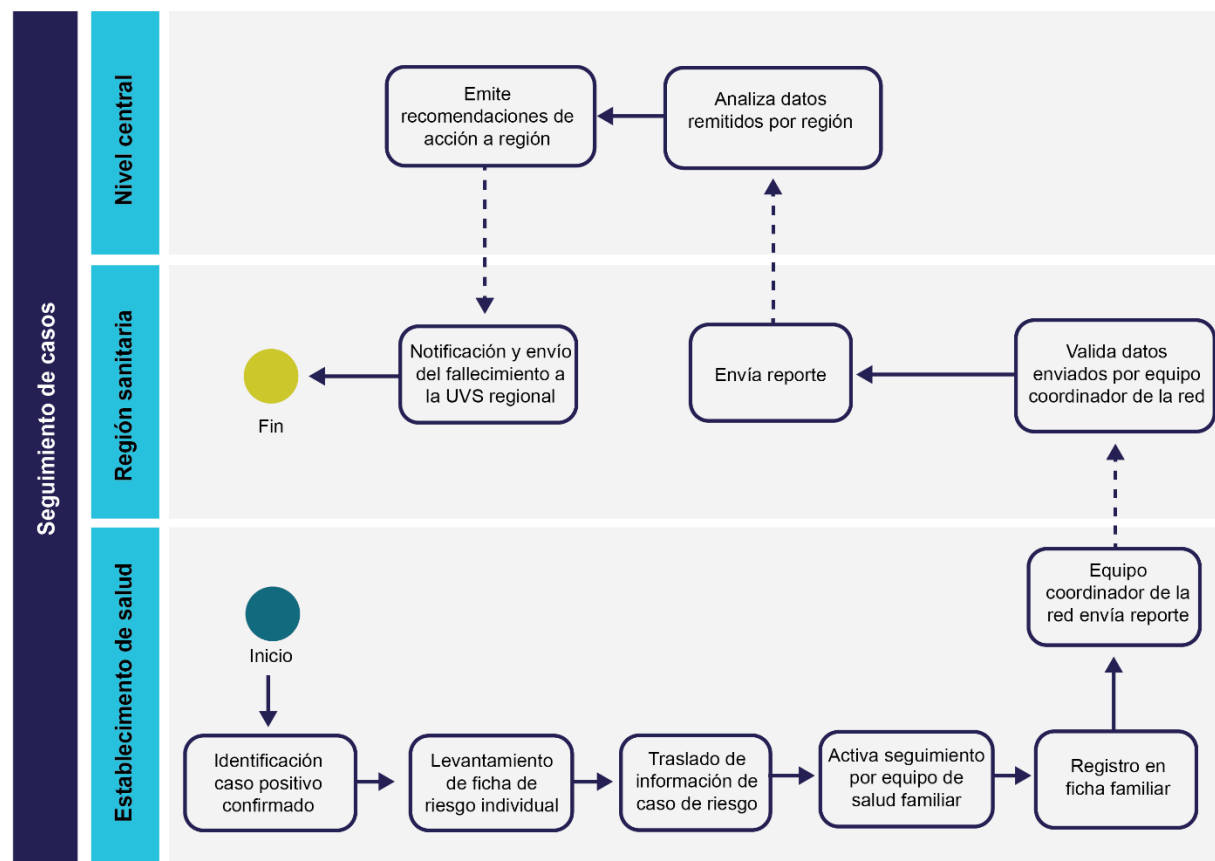 Seguimiento de casos
Nivel central
Emite
recomendaciones de
acción a región
Analiza datos
remitidos por región
Región sanitaria
Fin
Notificación y envío
del fallecimiento a
la UVS regional
Envía reporte
Valida datos
enviados por equipo
coordinador de la red
Establecimento de salud
Inicio
Equipo
coordinador de la
red envía reporte
Identificación
caso positivo
confirmado
Levantamiento
de ficha de
riesgo individual
Traslado de
información de
caso de riesgo
Activa seguimiento
por equipo de
salud familiar
Registro en
ficha familiar